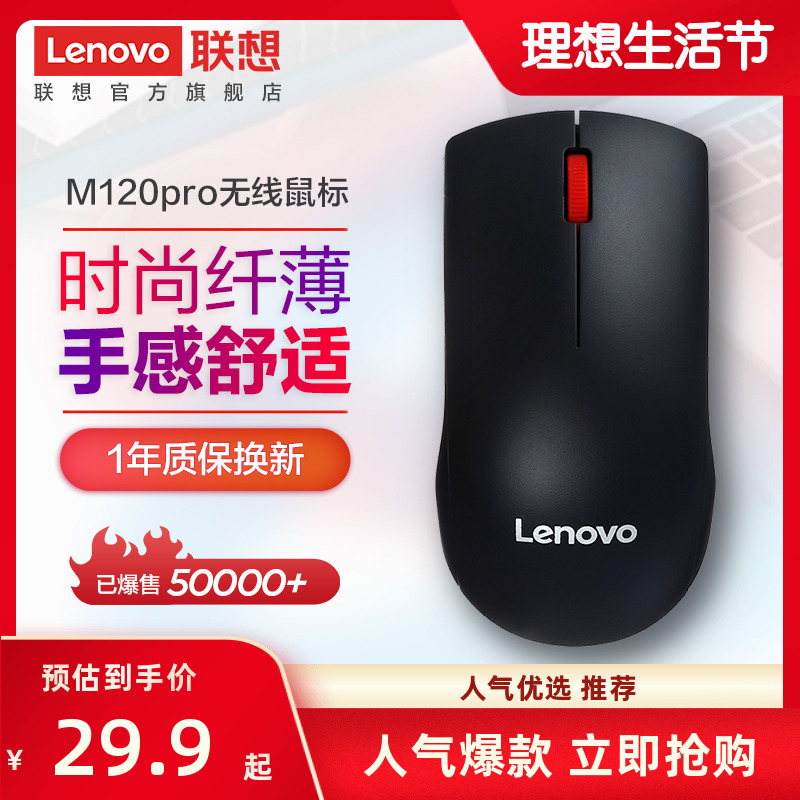 Lenovo 联想
联想官方旗舰店
理想生活节
M120pro无线鼠标
时尚纤薄
手感舒适
1年质保换新
已爆售 50000+
Lenovo
预估到手价
¥ 29.9 起
人气优选 推荐
人气爆款 立即抢购